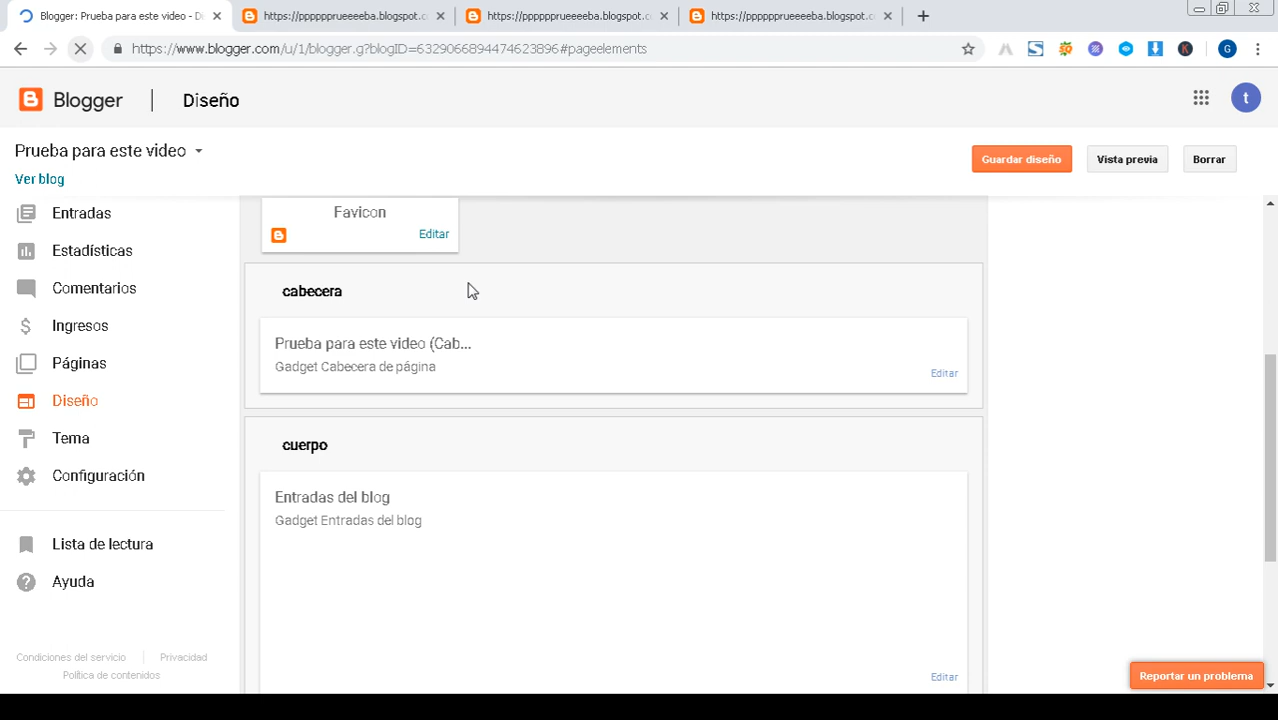 Blogger: Prueba para este video - Di
https://ppppppprueeeeba.blogspot.c
https://ppppppprueeeeba.blogspot.c
https://ppppppprueeeeba.blogspot.c
https://www.blogger.com/u/1/blogger.g?blogID=6329066894474623896#pageelements
G
Blogger
Diseño
t
Prueba para este video
Ver blog
Guardar diseño
Vista previa
Borrar
Entradas
Estadísticas
Comentarios
Ingresos
Páginas
Diseño
Tema
Configuración
Lista de lectura
Ayuda
Condiciones del servicio
Privacidad
Política de contenidos
Favicon
Editar
cabecera
Prueba para este video (Cab...
Gadget Cabecera de página
Editar
cuerpo
Entradas del blog
Gadget Entradas del blog
Editar
Reportar un problema